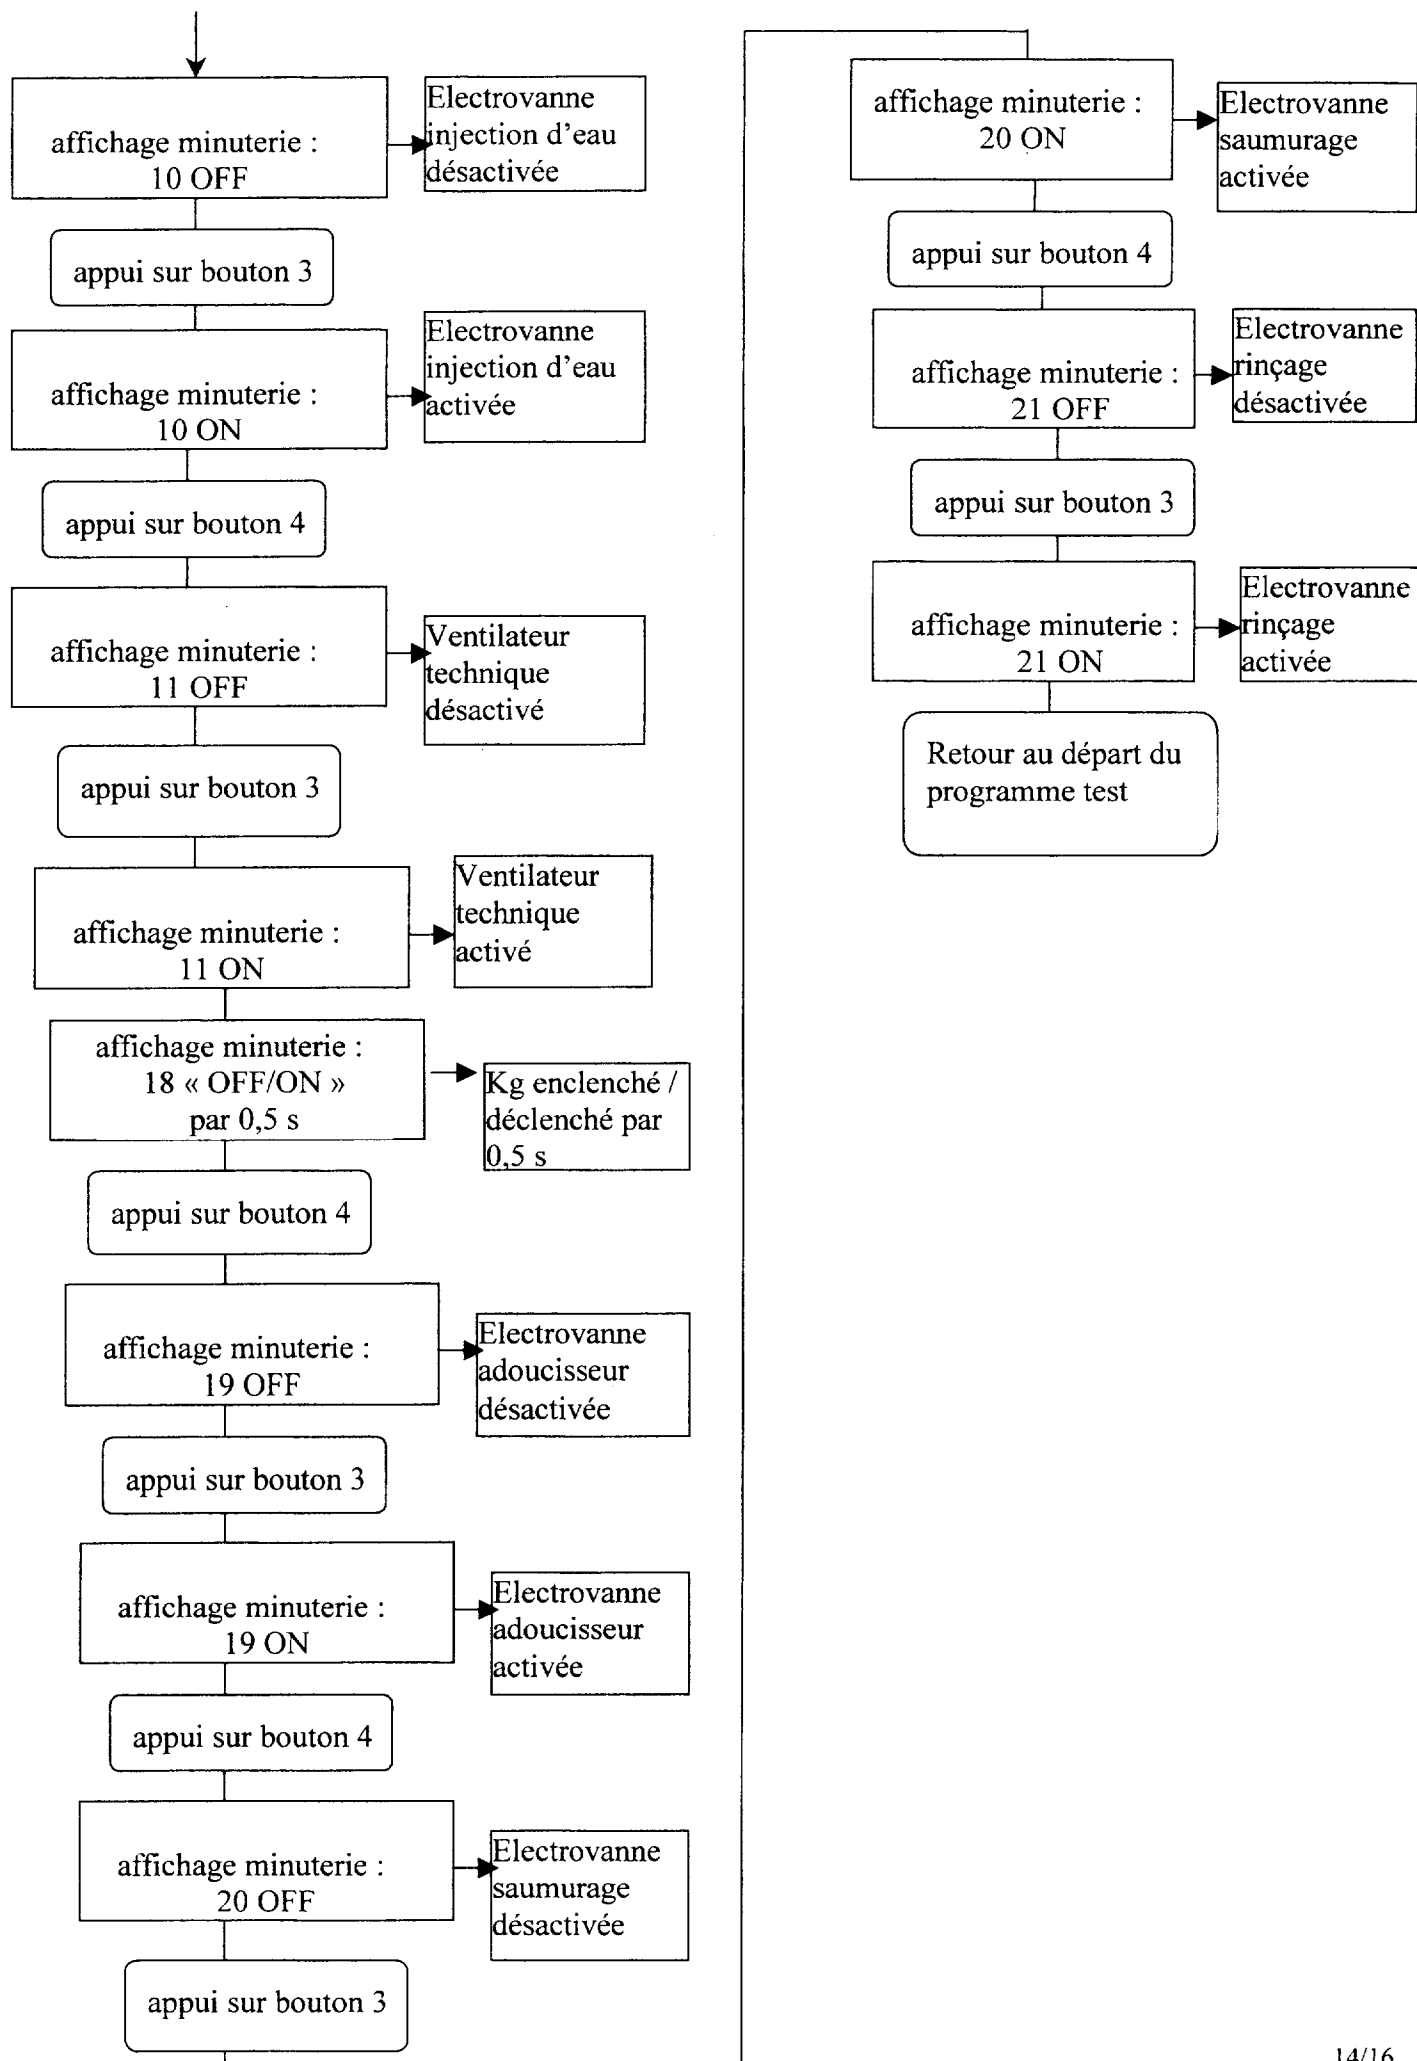 affichage minuterie :
10 OFF
Electrovanne
injection d'eau
désactivée
appui sur bouton 3
affichage minuterie :
10 ON
Electrovanne
injection d'eau
activée
appui sur bouton 4
affichage minuterie :
11 OFF
Ventilateur
technique
désactivé
appui sur bouton 3
affichage minuterie :
11 ON
Ventilateur
technique
activé
affichage minuterie :
18 « OFF/ON »
par 0,5 s
Kg enclenché /
déclenché par
0,5 s
appui sur bouton 4
affichage minuterie :
19 OFF
Electrovanne
adoucisseur
désactivée
appui sur bouton 3
affichage minuterie :
19 ON
Electrovanne
adoucisseur
activée
appui sur bouton 4
affichage minuterie :
20 OFF
Electrovanne
saumurage
désactivée
appui sur bouton 3
affichage minuterie :
20 ON
Electrovanne
saumurage
activée
appui sur bouton 4
affichage minuterie :
21 OFF
Electrovanne
rinçage
désactivée
appui sur bouton 3
affichage minuterie :
21 ON
Electrovanne
rinçage
activée
Retour au départ du
programme test
14/16